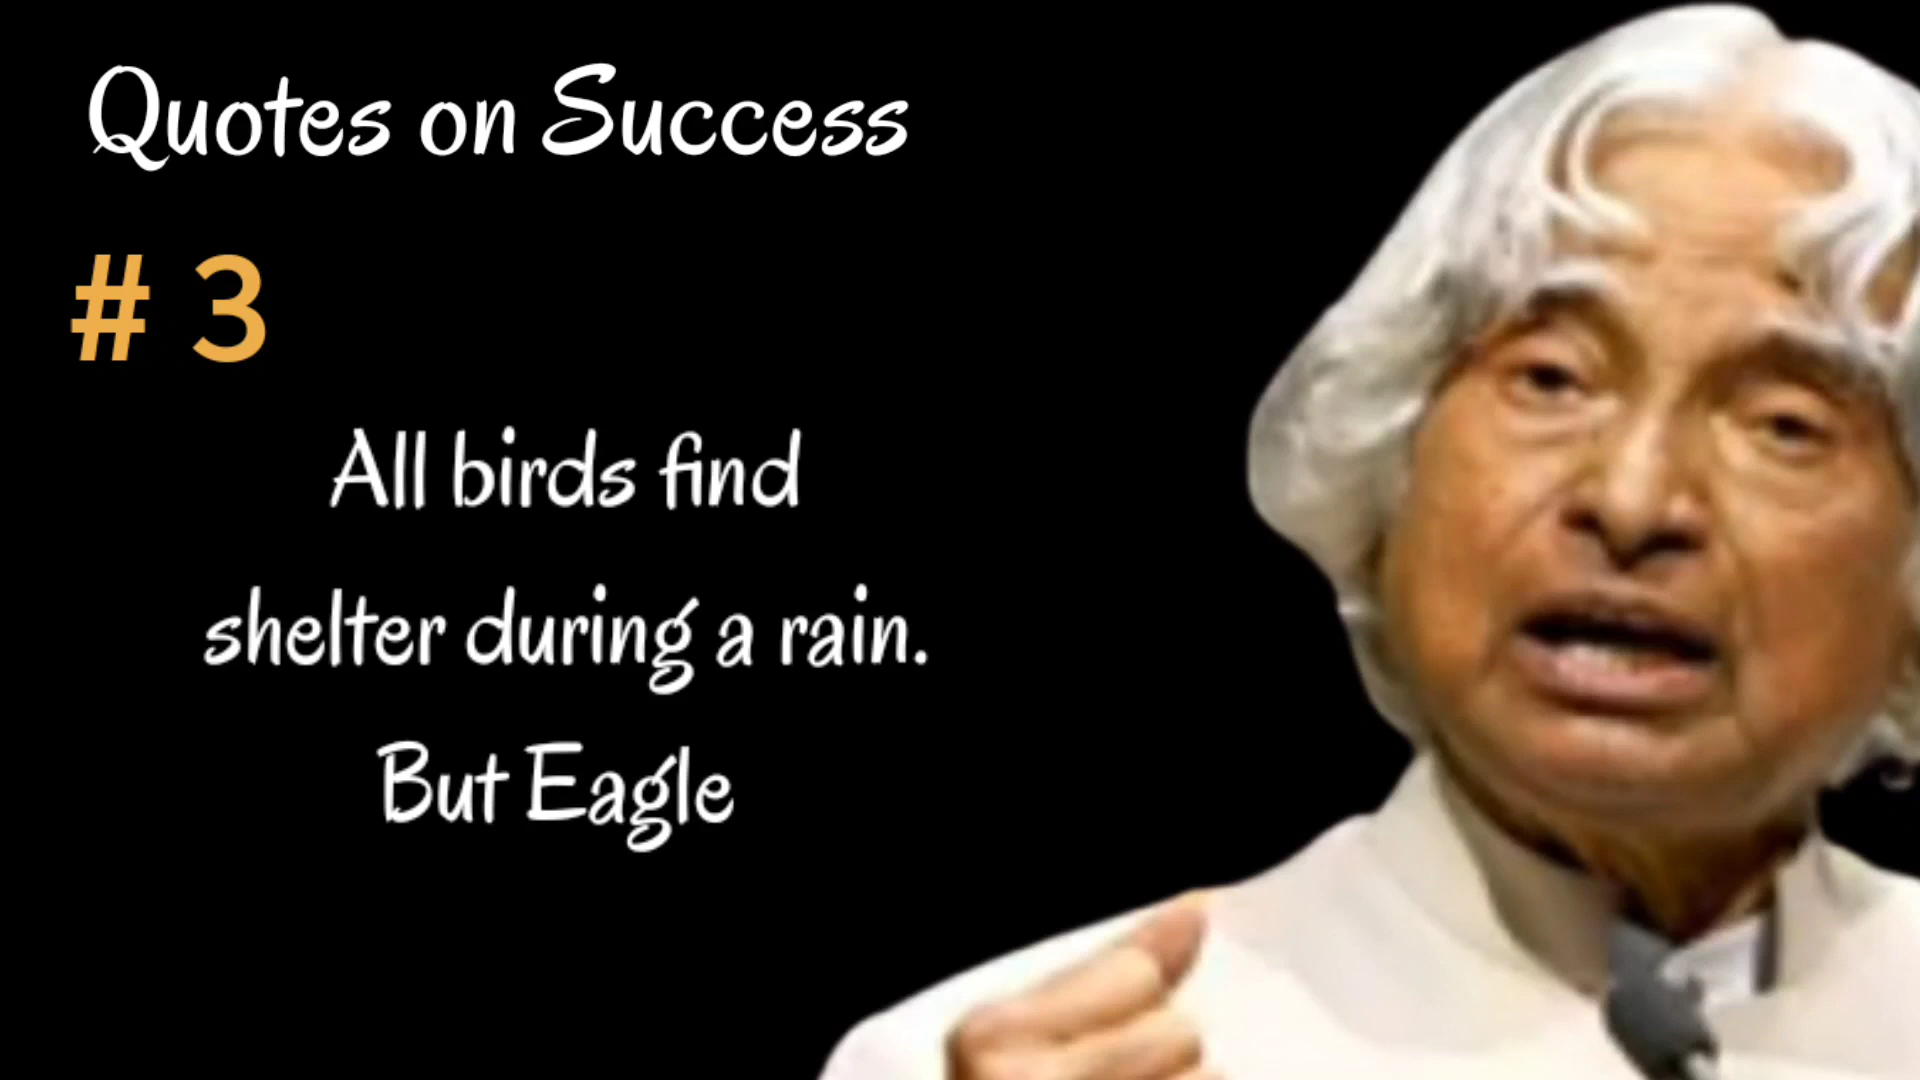 Quotes on Success
# 3
All birds find
shelter during a rain.
But Eagle